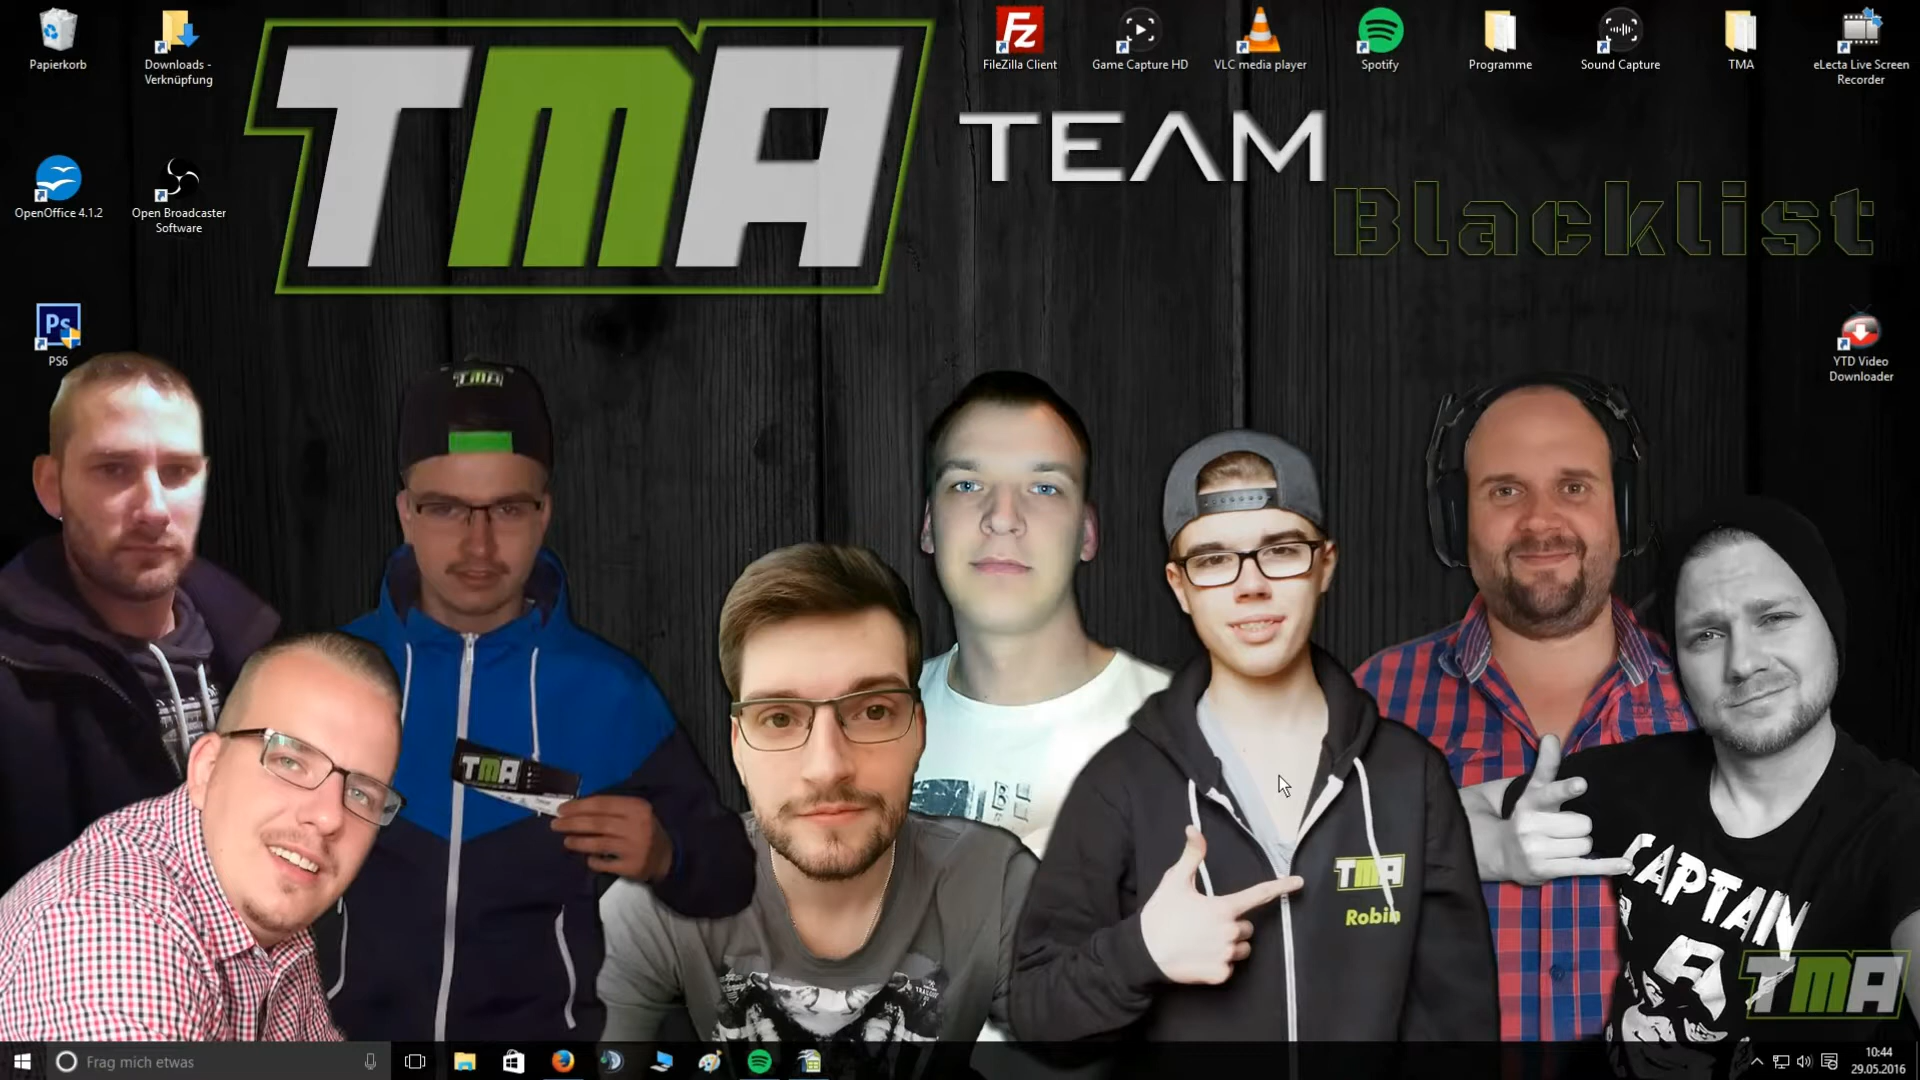 Papierkorb
Downloads -
Verknüpfung
FileZilla Client
Game Capture HD
VLC media player
Spotify
Programme
Sound Capture
TMA
eLecta Live Screen
Recorder
TMA
TEAM
Blacklist
OpenOffice 4.1.2
Open Broadcaster
Software
Ps
PS6
YTD Video
Downloader
TMA
TMA
TMA
Robin
CAPTAIN
TMA
Frag mich etwas
10:44
29.05.2016